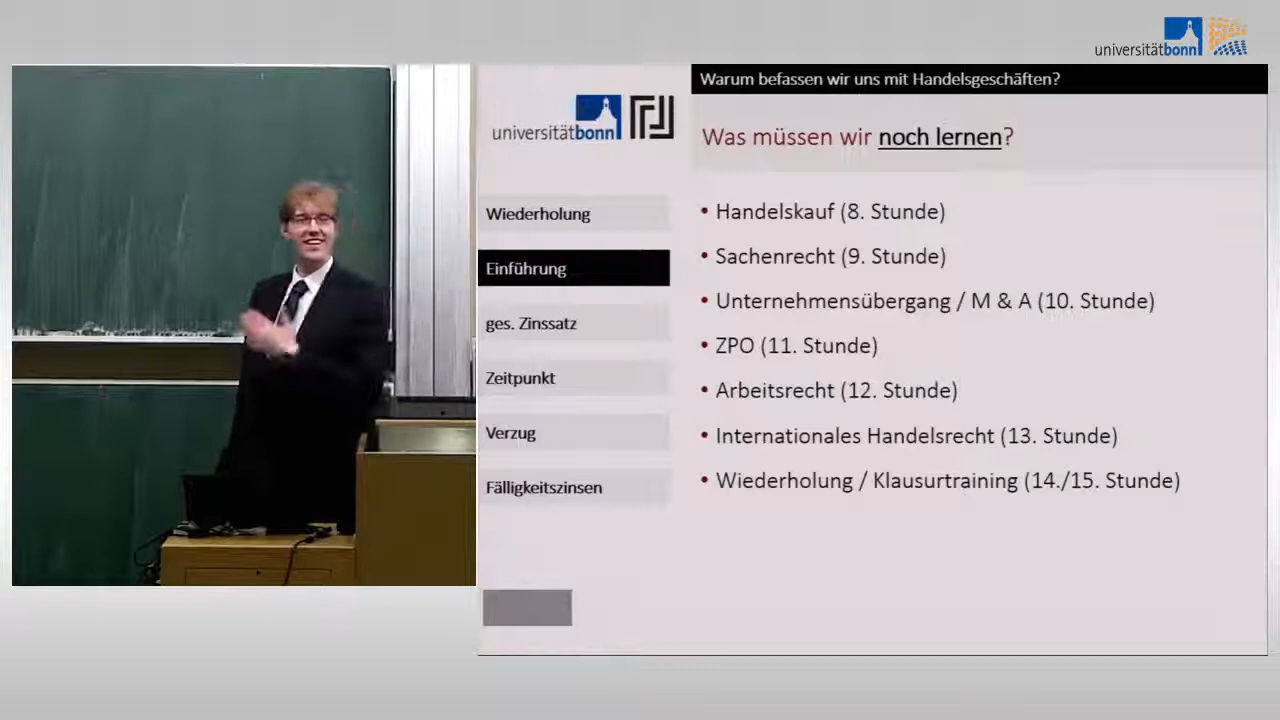 universitätbonn
Warum befassen wir uns mit Handelsgeschäften?
universitätbonn
Was müssen wir noch lernen?
Wiederholung
Einführung
ges. Zinssatz
Zeitpunkt
Verzug
Fälligkeitszinsen
• Handelskauf (8. Stunde)
• Sachenrecht (9. Stunde)
• Unternehmensübergang / M & A (10. Stunde)
• ZPO (11. Stunde)
• Arbeitsrecht (12. Stunde)
• Internationales Handelsrecht (13. Stunde)
• Wiederholung / Klausurtraining (14./15. Stunde)